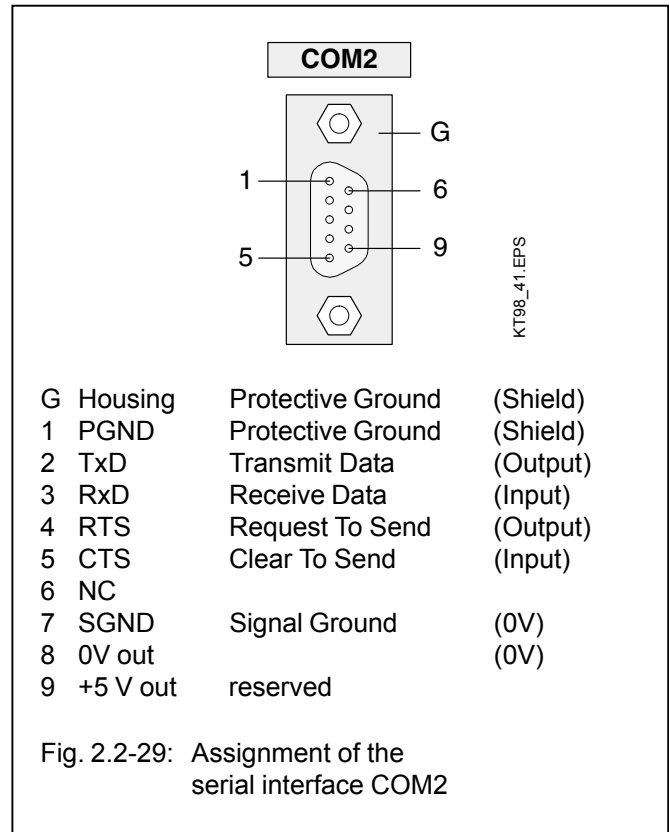 COM2
G
1
6
5
9
KT98_41.EPS
G Housing Protective Ground (Shield)
1 PGND Protective Ground (Shield)
2 TxD Transmit Data (Output)
3 RxD Receive Data (Input)
4 RTS Request To Send (Output)
5 CTS Clear To Send (Input)
6 NC
7 SGND Signal Ground (0V)
8 0V out (0V)
9 +5 V out reserved
Fig. 2.2-29: Assignment of the
serial interface COM2